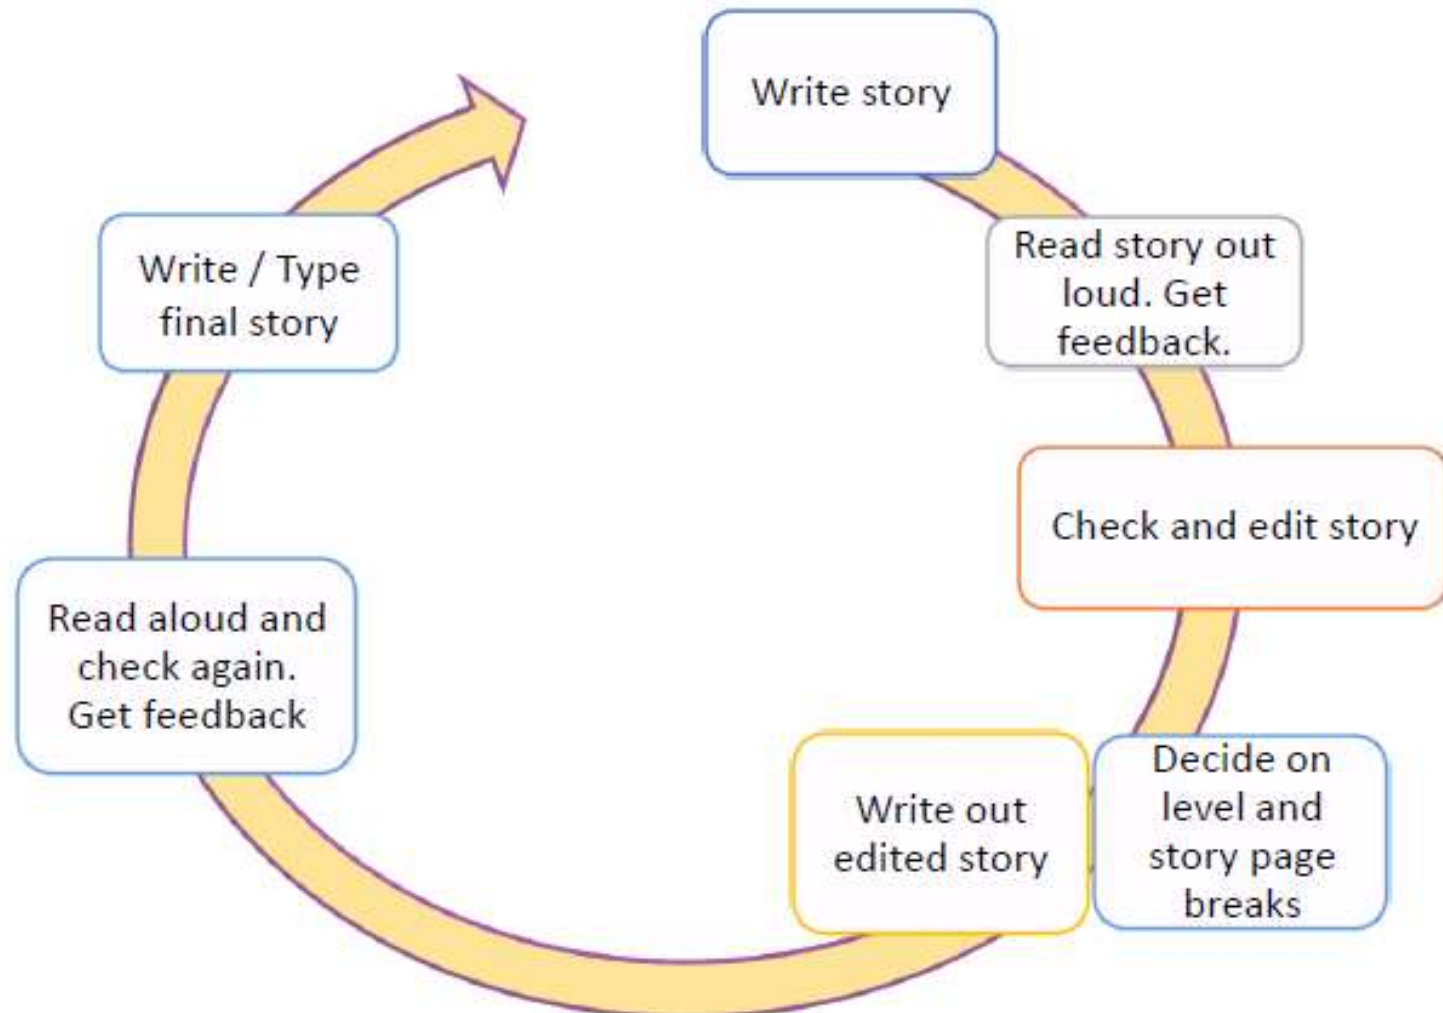 Write story
Read story out
loud. Get
feedback.
Check and edit story
Decide on
level and
story page
breaks
Write out
edited story
Read aloud and
check again.
Get feedback
Write / Type
final story